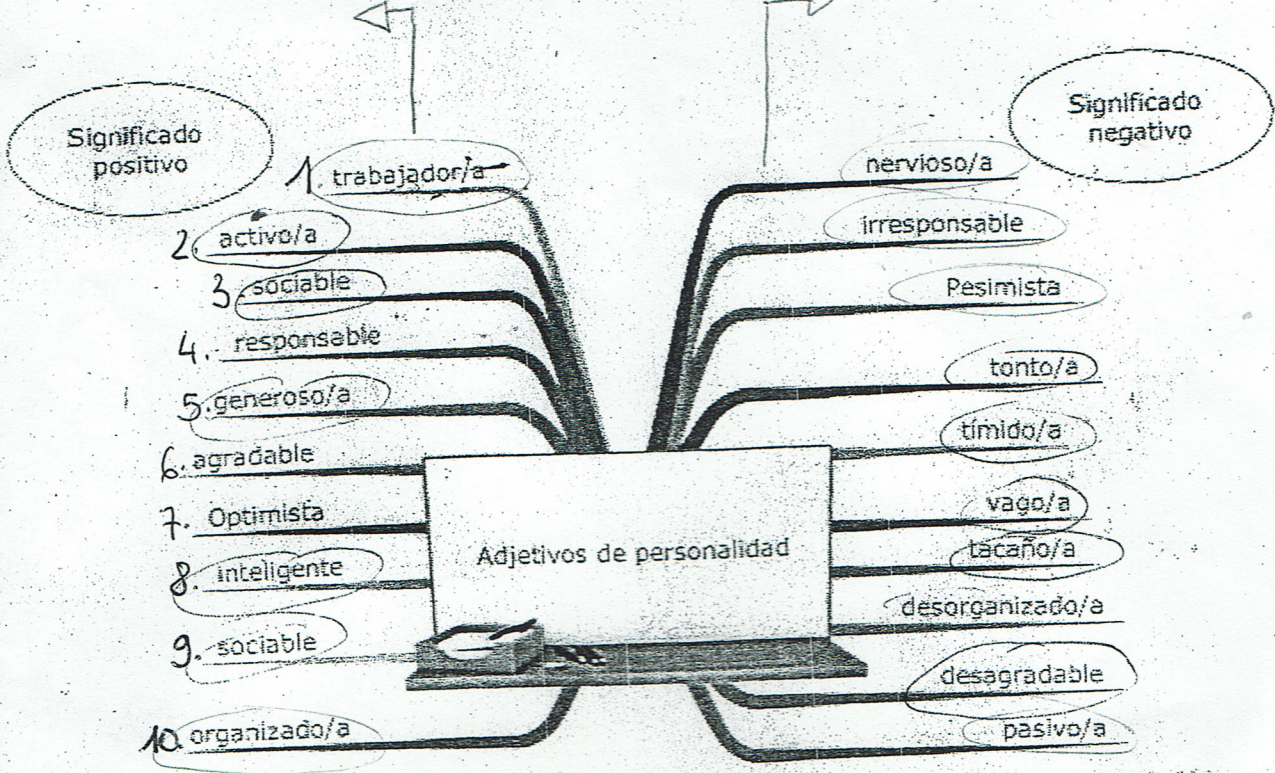 Significado
positivo
1. trabajador/a
2. activo/a
3. sociable
4. responsable
5. generoso/a
6. agradable
7. Optimista
8. inteligente
9. sociable
10. organizado/a
Adjetivos de personalidad
Significado
negativo
nervioso/a
irresponsable
Pesimista
tonto/a
tímido/a
vago/a
tacaño/a
desorganizado/a
desagradable
pasivo/a